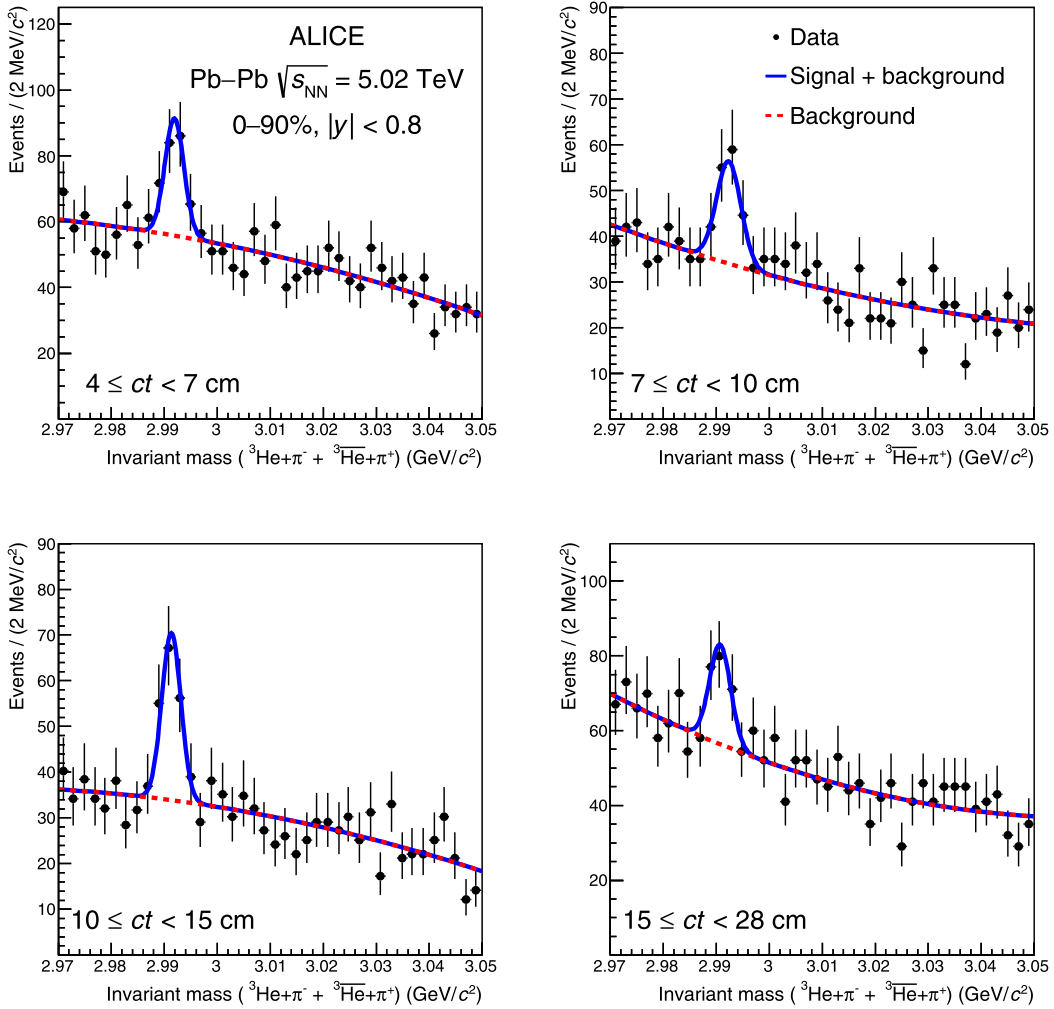 ALICE
Pb–Pb √sNN = 5.02 TeV
0–90%, |y| < 0.8
Events / (2 MeV/c²)
120
100
80
60
40
20
4 ≤ ct < 7 cm
2.97 2.98 2.99 3 3.01 3.02 3.03 3.04 3.05
Invariant mass ( ³He+π⁻ + ³H̅e̅+π⁺) (GeV/c²)
Data
Signal + background
Background
Events / (2 MeV/c²)
90
80
70
60
50
40
30
20
10
7 ≤ ct < 10 cm
2.97 2.98 2.99 3 3.01 3.02 3.03 3.04 3.05
Invariant mass ( ³He+π⁻ + ³H̅e̅+π⁺) (GeV/c²)
Events / (2 MeV/c²)
90
80
70
60
50
40
30
20
10
10 ≤ ct < 15 cm
2.97 2.98 2.99 3 3.01 3.02 3.03 3.04 3.05
Invariant mass ( ³He+π⁻ + ³H̅e̅+π⁺) (GeV/c²)
Events / (2 MeV/c²)
100
80
60
40
20
15 ≤ ct < 28 cm
2.97 2.98 2.99 3 3.01 3.02 3.03 3.04 3.05
Invariant mass ( ³He+π⁻ + ³H̅e̅+π⁺) (GeV/c²)